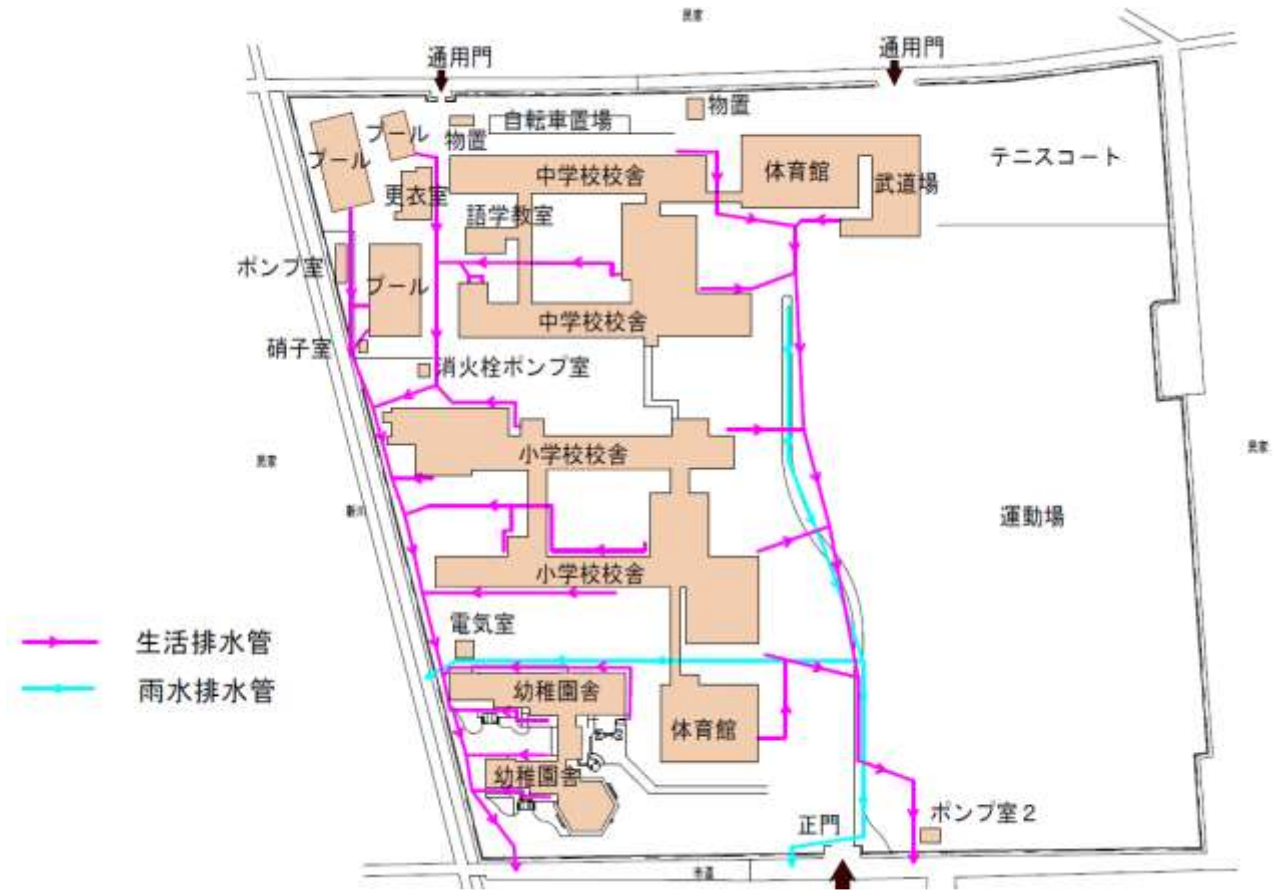 民家
通用門
通用門
物置
自転車置場
プール
物置
プール
中学校校舎
体育館
武道場
テニスコート
更衣室
語学教室
ポンプ室
プール
中学校校舎
硝子室
消火栓ポンプ室
小学校校舎
民家
民家
新川
運動場
小学校校舎
電気室
生活排水管
雨水排水管
幼稚園舎
体育館
幼稚園舎
正門
ポンプ室2
市道